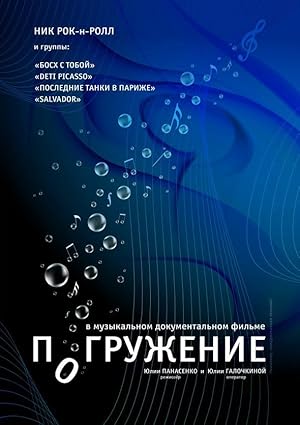 НИК РОК-н-РОЛЛ
и группы:
«БОСХ С ТОБОЙ»
«DETI PICASSO»
«ПОСЛЕДНИЕ ТАНКИ В ПАРИЖЕ»
«SALVADOR»
в музыкальном документальном фильме
ПОГРУЖЕНИЕ
Юлии ПАНАСЕНКО и Юлии ГАЛОЧКИНОЙ
режиссёр оператор